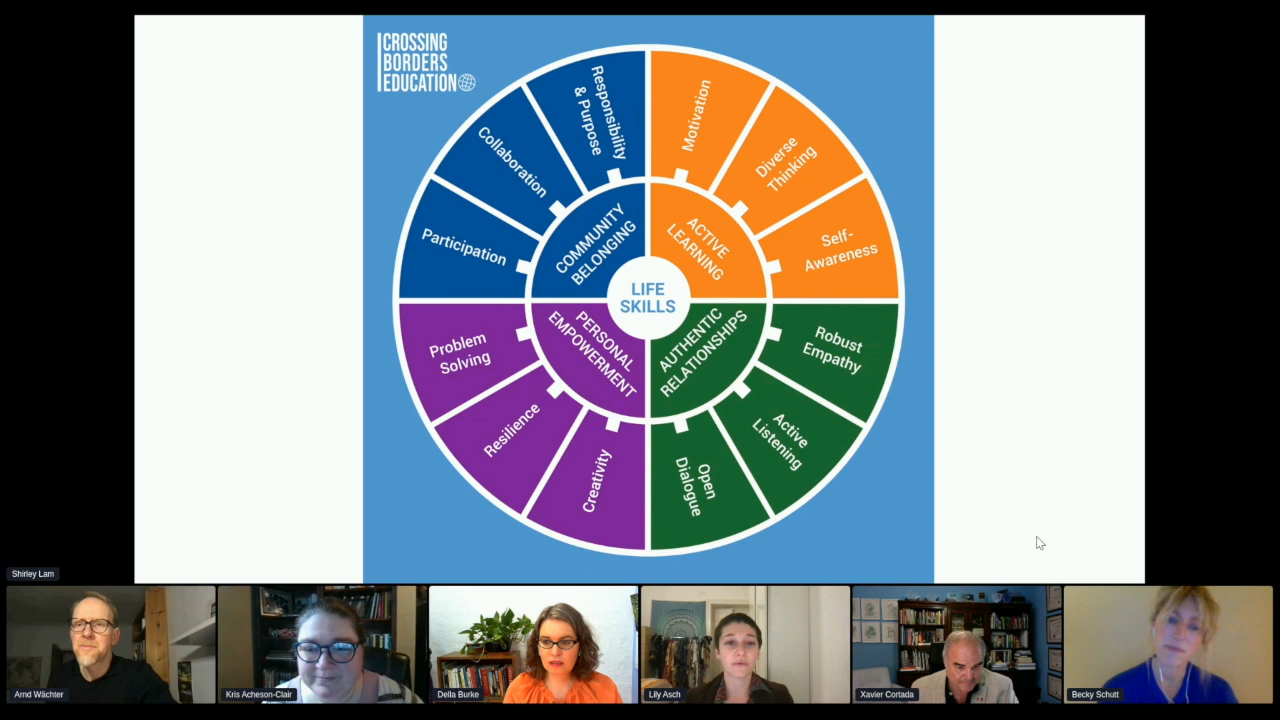 CROSSING
BORDERS
EDUCATION
Responsibility
& Purpose
Motivation
Collaboration
Diverse
Thinking
Participation
Self-
Awareness
COMMUNITY
BELONGING
ACTIVE
LEARNING
LIFE
SKILLS
PERSONAL
EMPOWERMENT
AUTHENTIC
RELATIONSHIPS
Problem
Solving
Robust
Empathy
Resilience
Active
Listening
Creativity
Open
Dialogue
Shirley Lam
Arnd Wächter
Kris Acheson-Clair
Della Burke
Lily Asch
Xavier Cortada
Becky Schutt